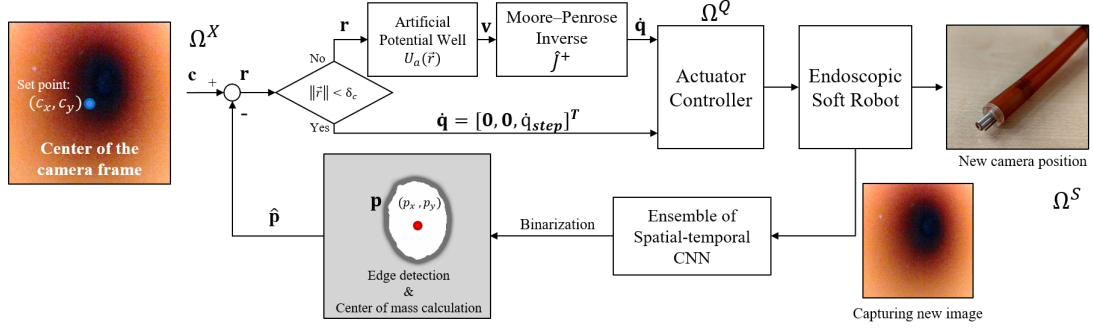 Set point:
(c_x, c_y)
Center of the
camera frame
Ω^X
c
+
-
r
‖r⃗‖ < δ_c
No
Yes
r
Artificial
Potential Well
U_a(r⃗)
v
Moore–Penrose
Inverse
Ĵ⁺
q̇
q̇ = [0, 0, q̇_step]^T
Ω^Q
Actuator
Controller
Endoscopic
Soft Robot
New camera position
Ω^S
Capturing new image
Ensemble of
Spatial-temporal
CNN
Binarization
p
(p_x, p_y)
Edge detection
&
Center of mass calculation
p̂